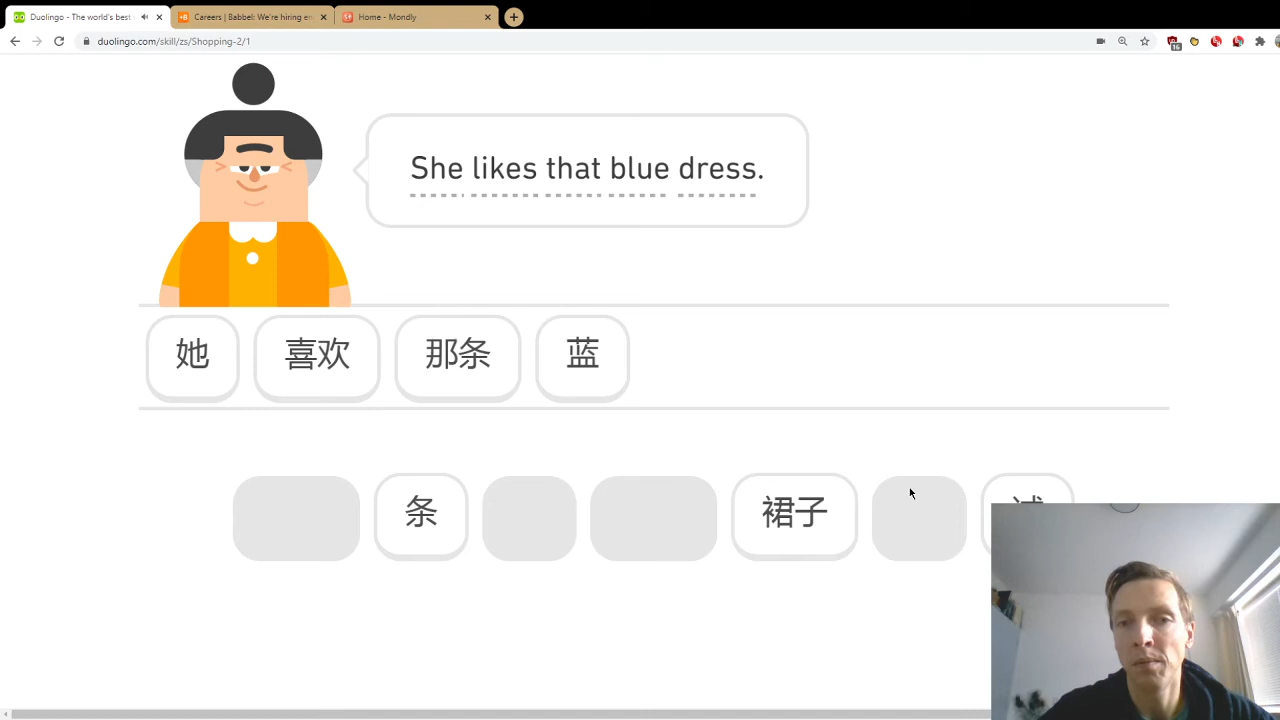 Duolingo - The world's best
Careers | Babbel: We're hiring en
Home - Mondly
duolingo.com/skill/zs/Shopping-2/1
16
She likes that blue dress.
她 喜欢 那条 蓝
条 裙子